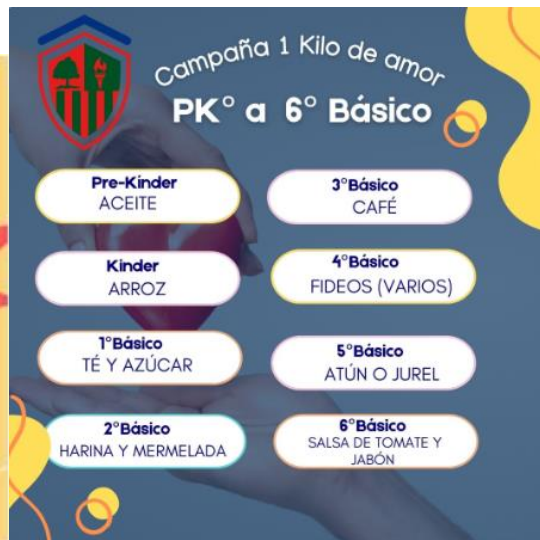 Campaña 1 Kilo de amor
PK° a 6° Básico
Pre-Kínder
ACEITE
Kinder
ARROZ
1°Básico
TÉ Y AZÚCAR
2°Básico
HARINA Y MERMELADA
3°Básico
CAFÉ
4°Básico
FIDEOS (VARIOS)
5°Básico
ATÚN O JUREL
6°Básico
SALSA DE TOMATE Y
JABÓN